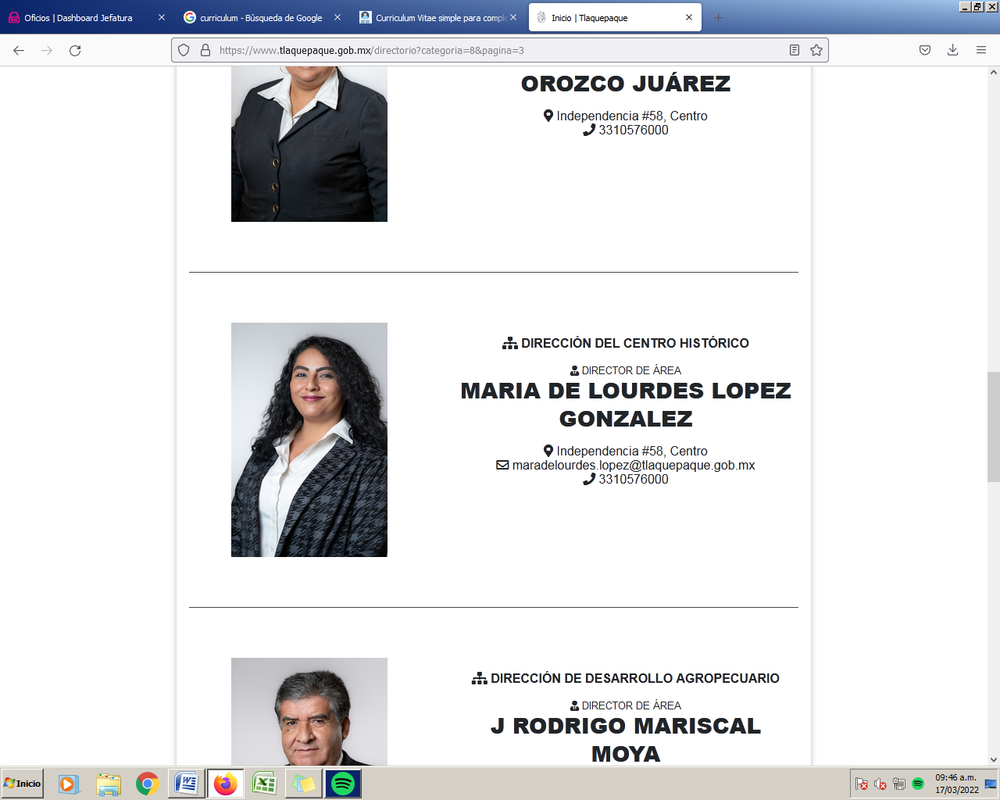 Oficios | Dashboard Jefatura
curriculum - Búsqueda de Google
Curriculum Vitae simple para comple
Inicio | Tlaquepaque
https://www.tlaquepaque.gob.mx/directorio?categoria=8&pagina=3
OROZCO JUÁREZ
Independencia #58, Centro
3310576000
DIRECCIÓN DEL CENTRO HISTÓRICO
DIRECTOR DE ÁREA
MARIA DE LOURDES LOPEZ
GONZALEZ
Independencia #58, Centro
maradelourdes.lopez@tlaquepaque.gob.mx
3310576000
DIRECCIÓN DE DESARROLLO AGROPECUARIO
DIRECTOR DE ÁREA
J RODRIGO MARISCAL
MOYA
Inicio
09:46 a.m.
17/03/2022